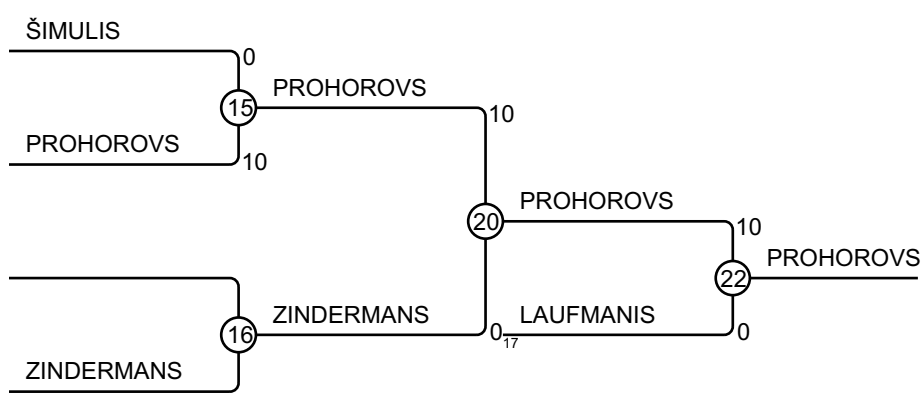 ŠIMULIS
0
15
PROHOROVS
10
PROHOROVS
10
20
PROHOROVS
10
22
PROHOROVS
16
ZINDERMANS
0
17
LAUFMANIS
0
ZINDERMANS